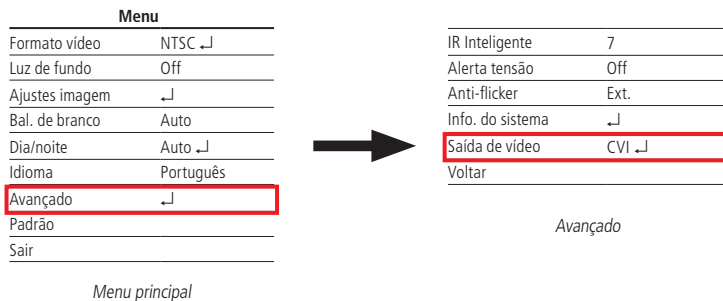 Menu
Formato vídeo NTSC ↵
Luz de fundo Off
Ajustes imagem ↵
Bal. de branco Auto
Dia/noite Auto ↵
Idioma Português
Avançado ↵
Padrão
Sair
Menu principal
IR Inteligente 7
Alerta tensão Off
Anti-flicker Ext.
Info. do sistema ↵
Saída de vídeo CVI ↵
Voltar
Avançado